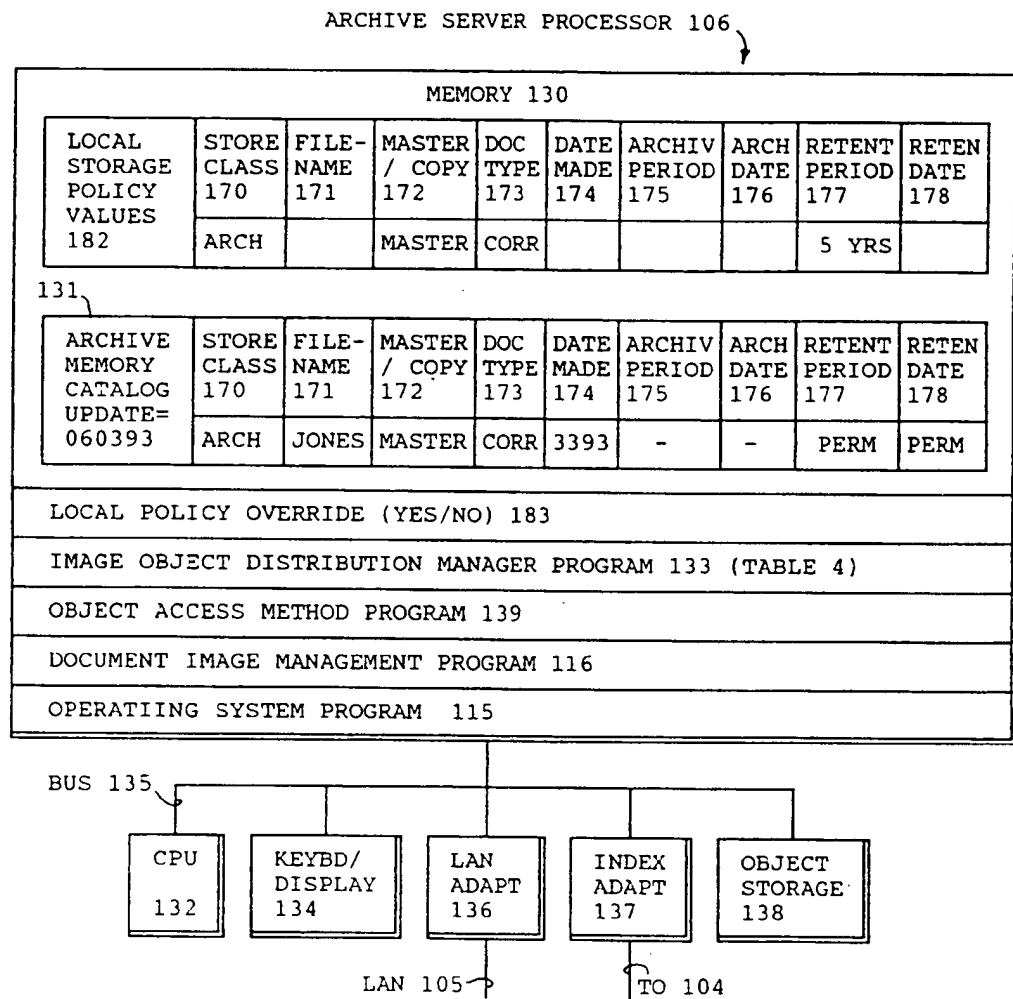 ARCHIVE SERVER PROCESSOR 106
MEMORY 130
LOCAL STORAGE POLICY VALUES 182
STORE CLASS 170
FILE-NAME 171
MASTER / COPY 172
DOC TYPE 173
DATE MADE 174
ARCHIV PERIOD 175
ARCH DATE 176
RETENT PERIOD 177
RETEN DATE 178
ARCH MASTER CORR 5 YRS
131
ARCHIVE MEMORY CATALOG UPDATE= 060393
STORE CLASS 170
FILE-NAME 171
MASTER / COPY 172
DOC TYPE 173
DATE MADE 174
ARCHIV PERIOD 175
ARCH DATE 176
RETENT PERIOD 177
RETEN DATE 178
ARCH JONES MASTER CORR 3393 - - PERM PERM
LOCAL POLICY OVERRIDE (YES/NO) 183
IMAGE OBJECT DISTRIBUTION MANAGER PROGRAM 133 (TABLE 4)
OBJECT ACCESS METHOD PROGRAM 139
DOCUMENT IMAGE MANAGEMENT PROGRAM 116
OPERATIING SYSTEM PROGRAM 115
BUS 135
CPU 132
KEYBD/ DISPLAY 134
LAN ADAPT 136
INDEX ADAPT 137
OBJECT STORAGE 138
LAN 105
TO 104